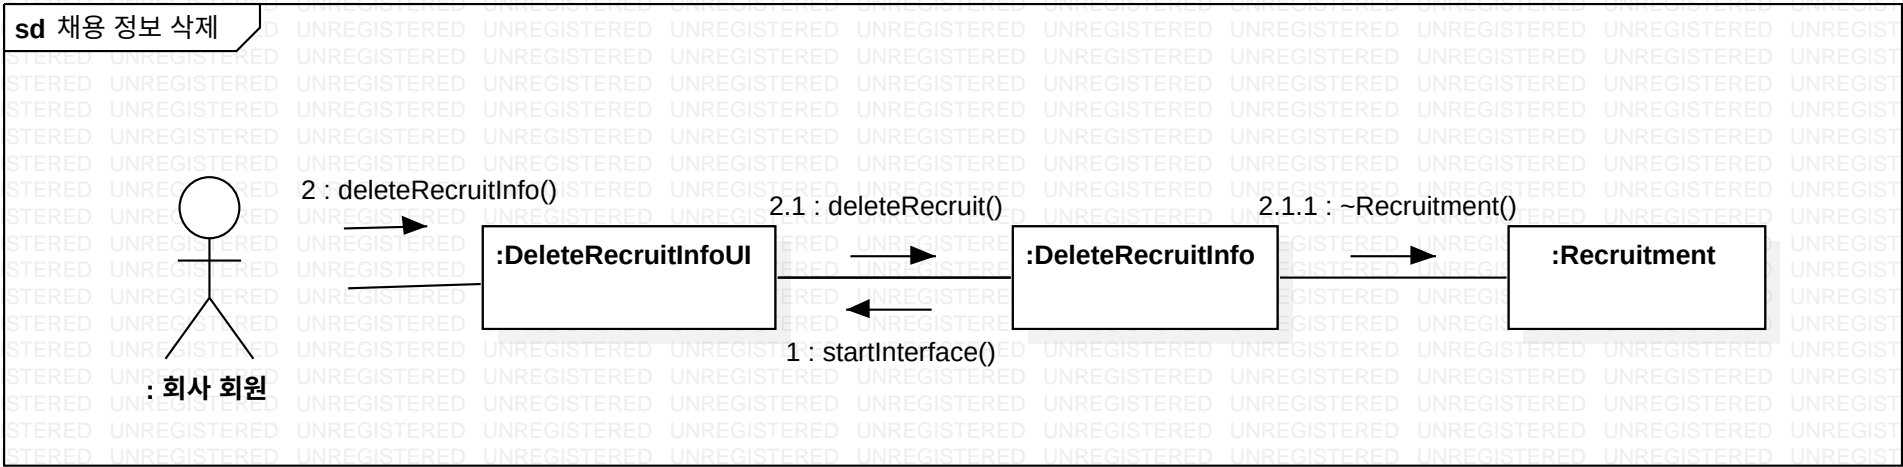 sd 채용 정보 삭제
2 : deleteRecruitInfo()
2.1 : deleteRecruit()
2.1.1 : ~Recruitment()
:DeleteRecruitInfoUI
:DeleteRecruitInfo
:Recruitment
1 : startInterface()
: 회사 회원
UNREGISTERED